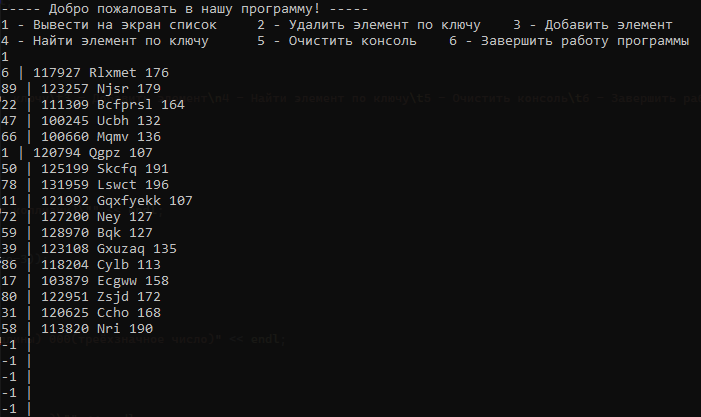 ----- Добро пожаловать в нашу программу! -----
1 - Вывести на экран список     2 - Удалить элемент по ключу    3 - Добавить элемент
4 - Найти элемент по ключу      5 - Очистить консоль    6 - Завершить работу программы
1
6 | 117927 Rlxmet 176
89 | 123257 Njsr 179
22 | 111309 Bcfprsl 164
47 | 100245 Ucbh 132
66 | 100660 Mqmv 136
1 | 120794 Qgpz 107
50 | 125199 Skcfq 191
78 | 131959 Lswct 196
11 | 121992 Gqxfyekk 107
72 | 127200 Ney 127
59 | 128970 Bqk 127
39 | 123108 Gxuzaq 135
86 | 118204 Cylb 113
17 | 103879 Ecgww 158
80 | 122951 Zsjd 172
31 | 120625 Ccho 168
58 | 113820 Nri 190
-1 |
-1 |
-1 |
-1 |
-1 |